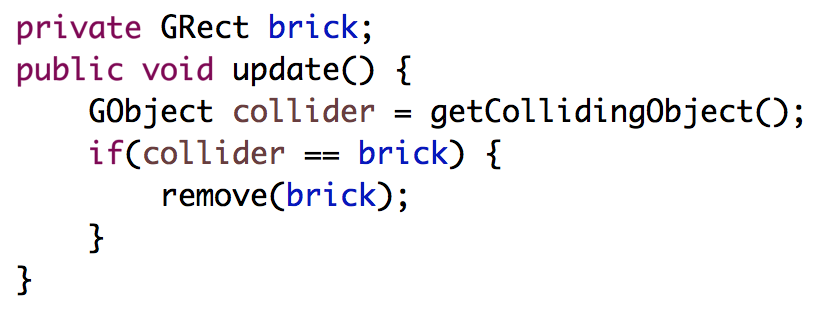 private GRect brick;
public void update() {
    GObject collider = getCollidingObject();
    if(collider == brick) {
        remove(brick);
    }
}